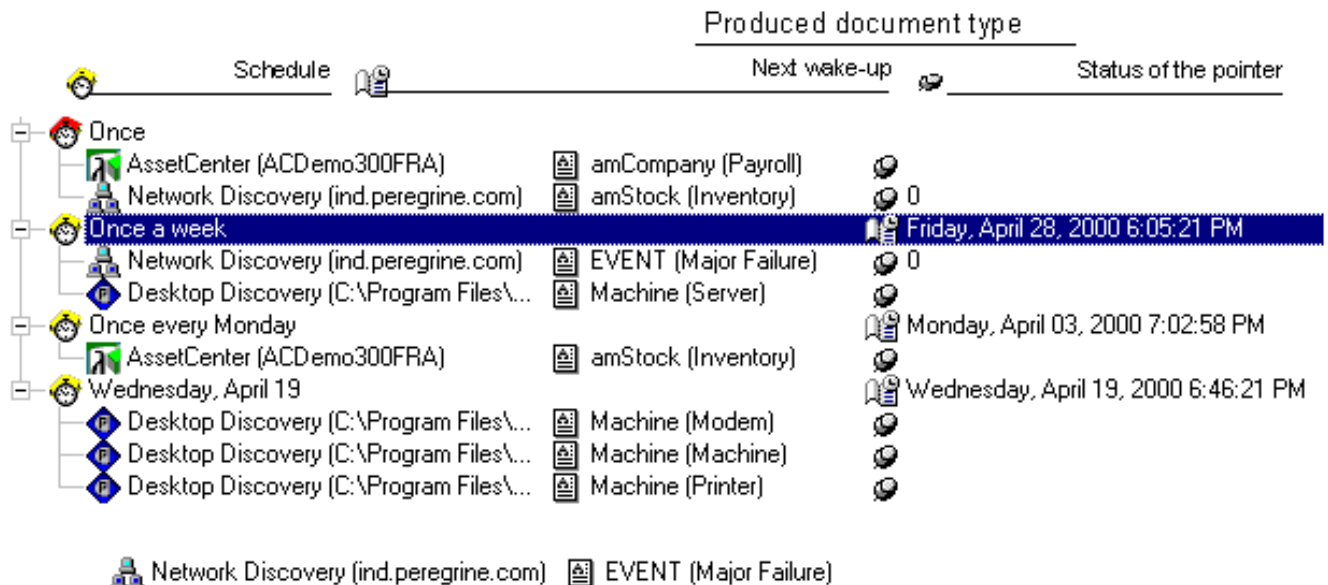 Produced document type
Schedule Next wake-up Status of the pointer
Once
AssetCenter (ACDemo300FRA) amCompany (Payroll)
Network Discovery (ind.peregrine.com) amStock (Inventory) 0
Once a week Friday, April 28, 2000 6:05:21 PM
Network Discovery (ind.peregrine.com) EVENT (Major Failure) 0
Desktop Discovery (C:\Program Files\... Machine (Server)
Once every Monday Monday, April 03, 2000 7:02:58 PM
AssetCenter (ACDemo300FRA) amStock (Inventory)
Wednesday, April 19 Wednesday, April 19, 2000 6:46:21 PM
Desktop Discovery (C:\Program Files\... Machine (Modem)
Desktop Discovery (C:\Program Files\... Machine (Machine)
Desktop Discovery (C:\Program Files\... Machine (Printer)
Network Discovery (ind.peregrine.com) EVENT (Major Failure)